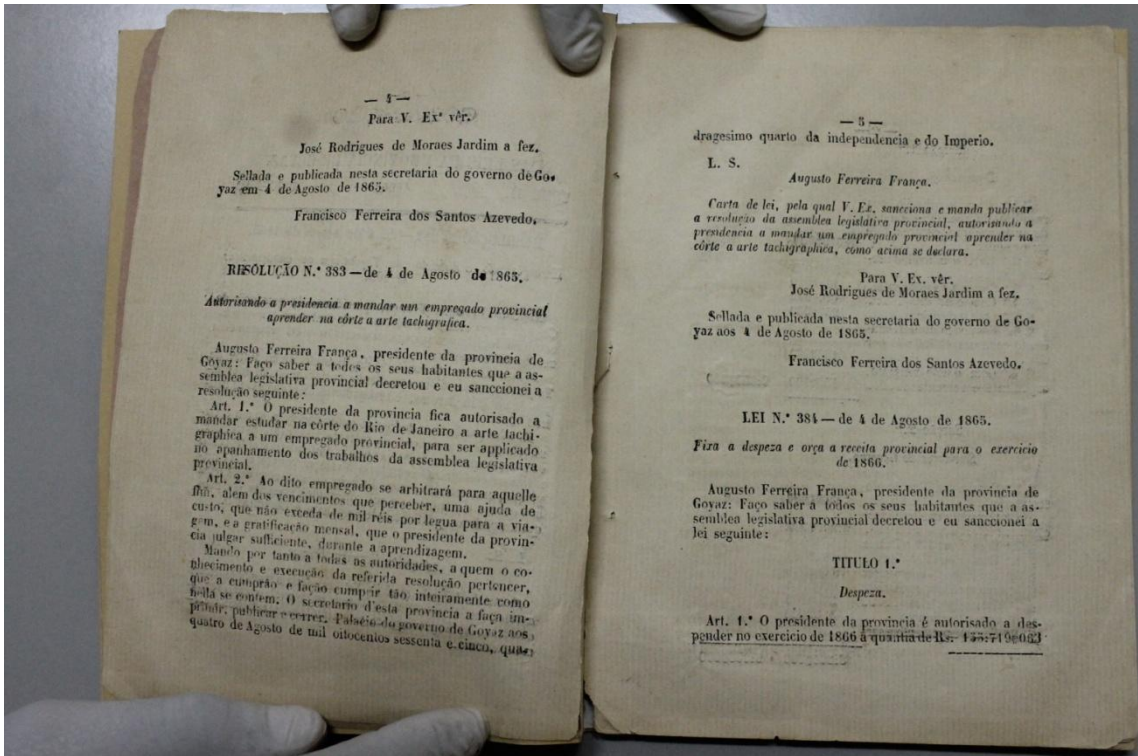 — 4 —
Para V. Exª vêr.
José Rodrigues de Moraes Jardim a fez.
Sellada e publicada nesta secretaria do governo de Go-
yaz em 4 de Agosto de 1865.
Francisco Ferreira dos Santos Azevedo.
RESOLUÇÃO N.º 383 — de 4 de Agosto de 1865.
Autorisando a presidencia a mandar um empregado provincial
aprender na côrte a arte tachigrafica.
Augusto Ferreira França, presidente da provincia de
Goyaz: Faço saber a todos os seus habitantes que a as-
semblea legislativa provincial decretou e eu sanccionei a
resolução seguinte:
Art. 1.º O presidente da provincia fica autorisado a
mandar estudar na côrte do Rio de Janeiro a arte tachi-
graphica a um empregado provincial, para ser applicado
no apanhamento dos trabalhos da assemblea legislativa
provincial.
Art. 2.º Ao dito empregado se arbitrará para aquelle
fim, alem dos vencimentos que perceber, uma ajuda de
custo, que não exceda de mil réis por legua para a via-
gem, e a gratificação mensal, que o presidente da provin-
cia julgar sufficiente, durante a aprendizagem.
Mando por tanto a todas as autoridades, a quem o co-
nhecimento e execução da referida resolução pertencer,
que a cumprão e fação cumprir tão inteiramente como
nella se contem. O secretario d'esta provincia a faça im-
primir, publicar e correr. Palacio do governo de Goyaz aos
quatro de Agosto de mil oitocentos sessenta e cinco, qua-
— 5 —
dragesimo quarto da independencia e do Imperio.
L. S.
Augusto Ferreira França.
Carta de lei, pela qual V. Ex. sancciona e manda publicar
a resolução da assemblea legislativa provincial, autorisando a
presidencia a mandar um empregado provincial aprender na
côrte a arte tachigraphica, como acima se declara.
Para V. Ex. vêr.
José Rodrigues de Moraes Jardim a fez.
Sellada e publicada nesta secretaria do governo de Go-
yaz aos 4 de Agosto de 1865.
Francisco Ferreira dos Santos Azevedo.
LEI N.º 384 — de 4 de Agosto de 1865.
Fixa a despeza e orça a receita provincial para o exercicio
de 1866.
Augusto Ferreira França, presidente da provincia de
Goyaz: Faço saber a todos os seus habitantes que a as-
semblea legislativa provincial decretou e eu sanccionei a
lei seguinte:
TITULO 1.º
Despeza.
Art. 1.º O presidente da provincia é autorisado a des-
pender no exercicio de 1866 a quantia de Rs.